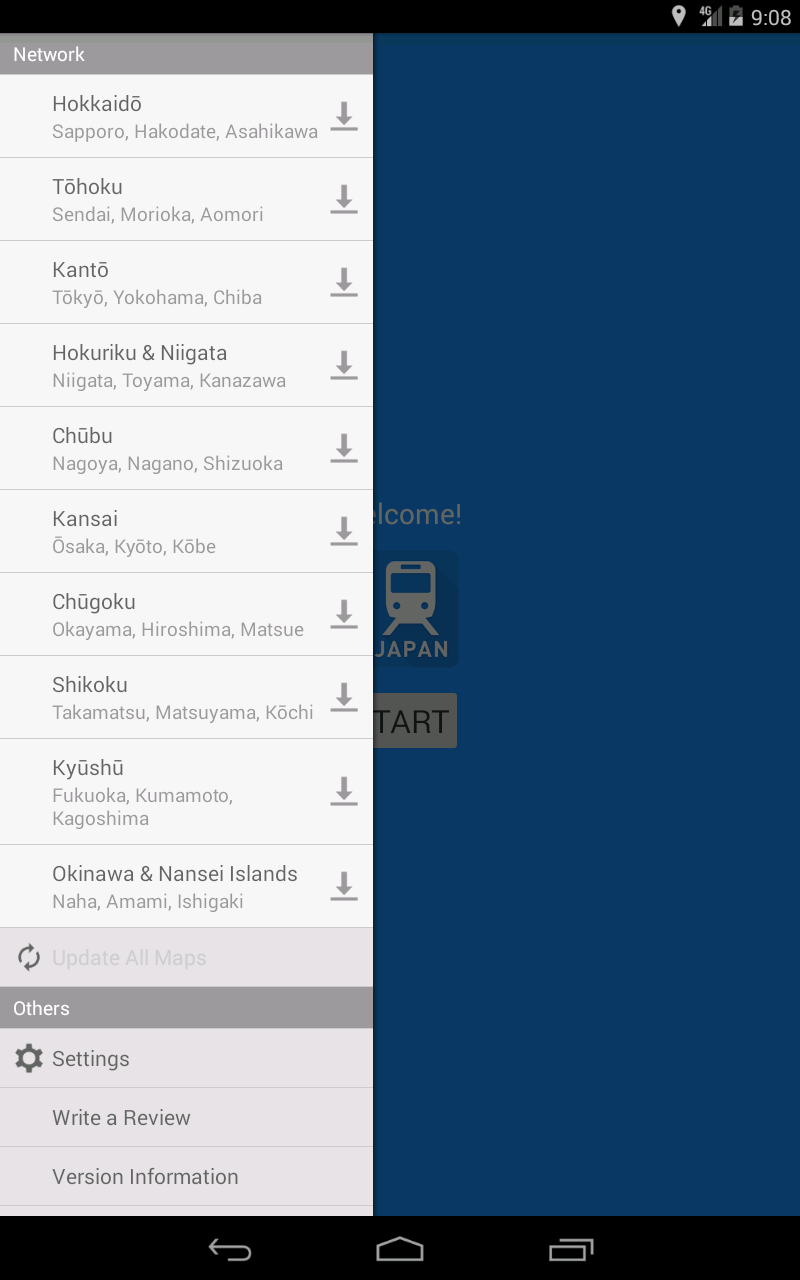 4G 9:08
Network
Hokkaidō
Sapporo, Hakodate, Asahikawa
Tōhoku
Sendai, Morioka, Aomori
Kantō
Tōkyō, Yokohama, Chiba
Hokuriku & Niigata
Niigata, Toyama, Kanazawa
Chūbu
Nagoya, Nagano, Shizuoka
Kansai
Ōsaka, Kyōto, Kōbe
Chūgoku
Okayama, Hiroshima, Matsue
Shikoku
Takamatsu, Matsuyama, Kōchi
Kyūshū
Fukuoka, Kumamoto,
Kagoshima
Okinawa & Nansei Islands
Naha, Amami, Ishigaki
Update All Maps
Others
Settings
Write a Review
Version Information
elcome!
JAPAN
TART